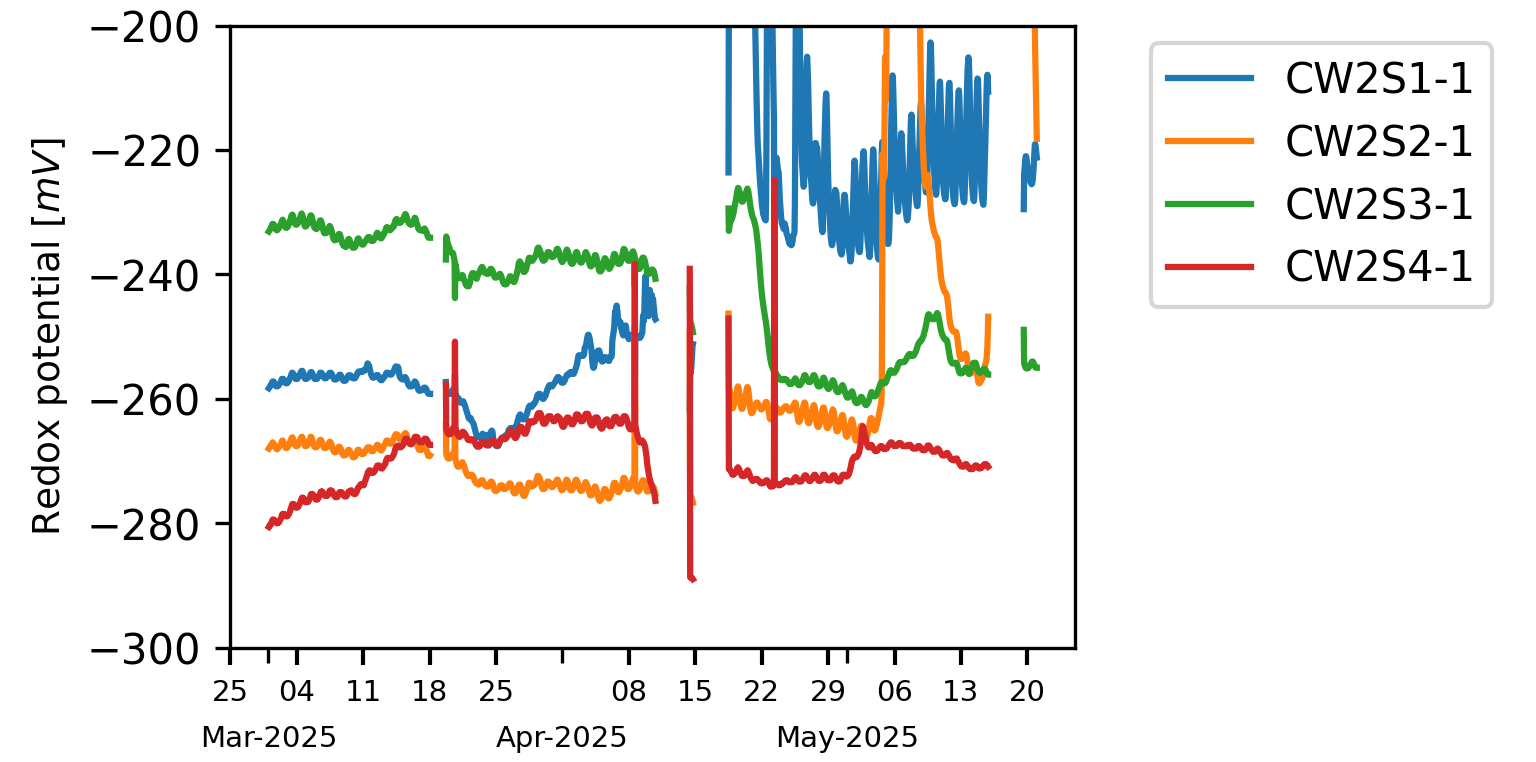 Redox potential [mV]
−200
−220
−240
−260
−280
−300
25 04 11 18 25 08 15 22 29 06 13 20
Mar-2025 Apr-2025 May-2025
CW2S1-1
CW2S2-1
CW2S3-1
CW2S4-1